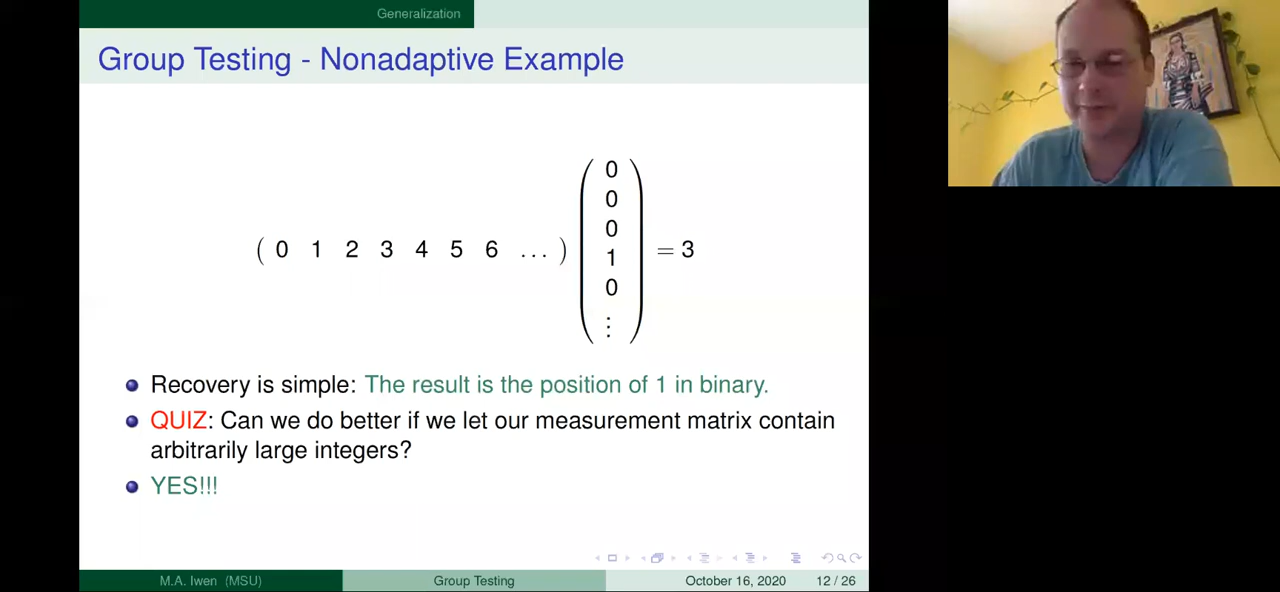 Generalization
Group Testing - Nonadaptive Example
0
0
0
( 0 1 2 3 4 5 6 ... ) 1 = 3
0
⋮
Recovery is simple: The result is the position of 1 in binary.
QUIZ: Can we do better if we let our measurement matrix contain
arbitrarily large integers?
YES!!!
M.A. Iwen (MSU) Group Testing October 16, 2020 12 / 26